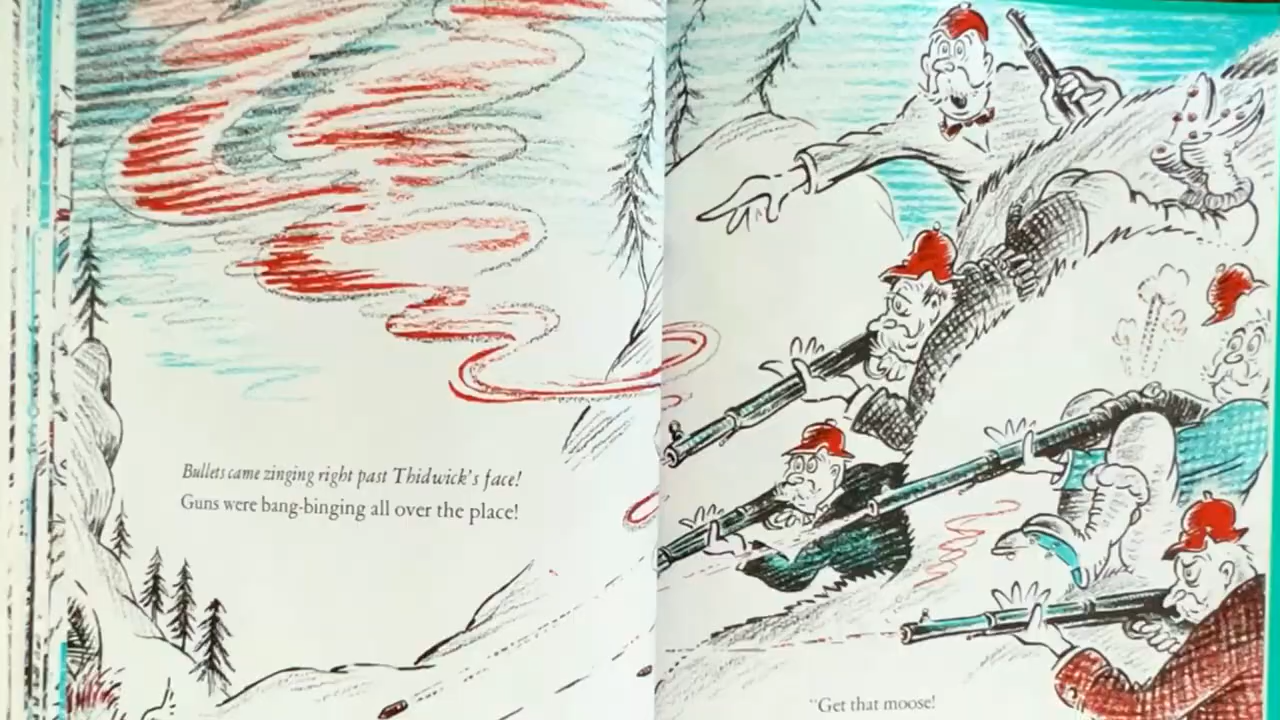 Bullets came zinging right past Thidwick's face!
Guns were bang-binging all over the place!
"Get that moose!